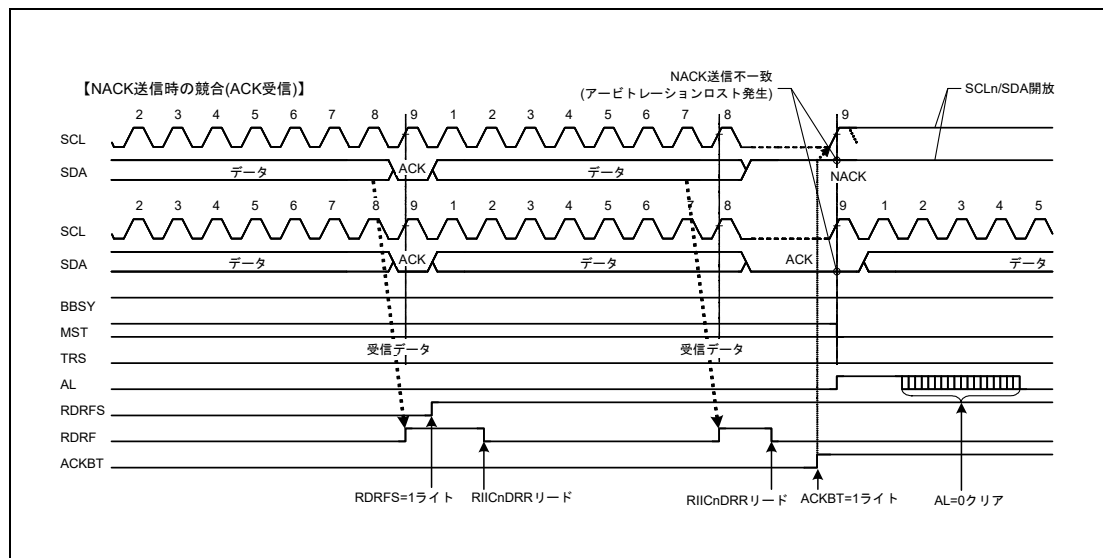 NACK送信不一致
(アービトレーションロスト発生)
SCLn/SDA開放
【NACK送信時の競合(ACK受信)】
2 3 4 5 6 7 8 9 1 2 3 4 5 6 7 8 9
SCL
SDA データ ACK データ NACK
2 3 4 5 6 7 8 9 1 2 3 4 5 6 7 8 9 1 2 3 4 5
SCL
SDA データ ACK データ ACK データ
BBSY
MST
受信データ 受信データ
TRS
AL
RDRFS
RDRF
ACKBT
RDRFS=1ライト RIICnDRRリード RIICnDRRリード ACKBT=1ライト AL=0クリア